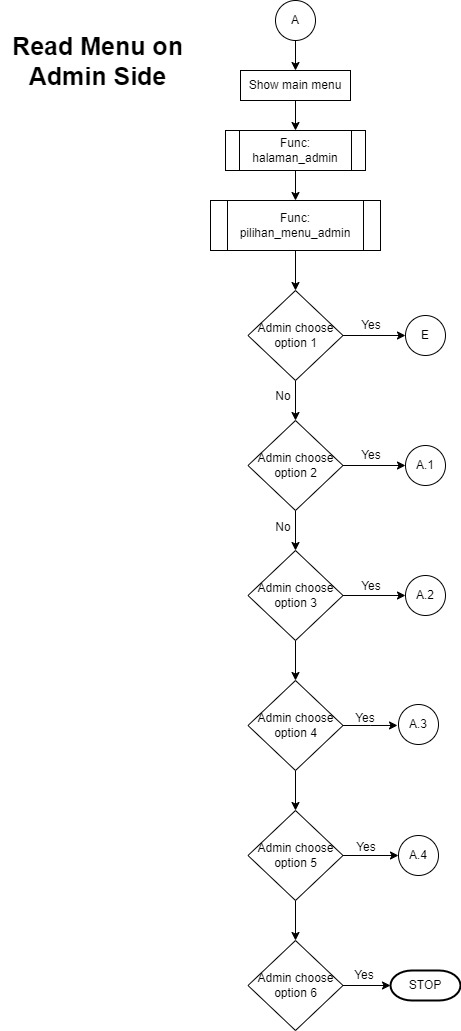 A
Read Menu on
Admin Side
Show main menu
Func:
halaman_admin
Func:
pilihan_menu_admin
Admin choose
option 1
Yes
E
No
Admin choose
option 2
Yes
A.1
No
Admin choose
option 3
Yes
A.2
Admin choose
option 4
Yes
A.3
Admin choose
option 5
Yes
A.4
Admin choose
option 6
Yes
STOP